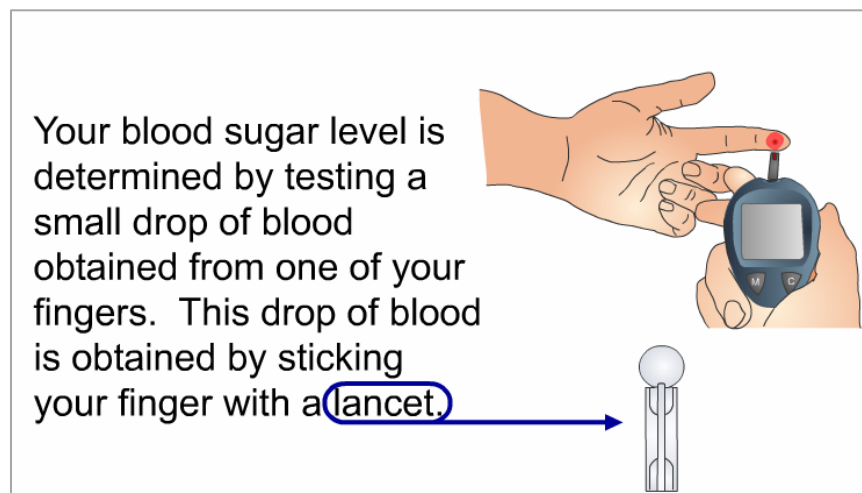 Your blood sugar level is
determined by testing a
small drop of blood
obtained from one of your
fingers.  This drop of blood
is obtained by sticking
your finger with a lancet.
M
C